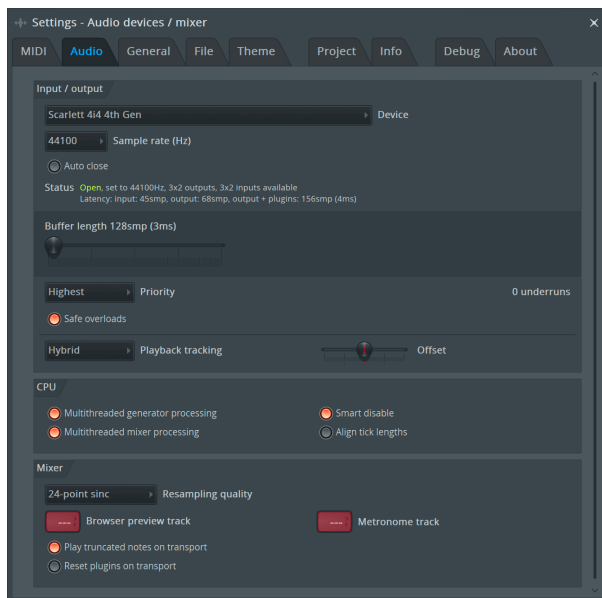 Settings - Audio devices / mixer
MIDI Audio General File Theme Project Info Debug About
Input / output
Scarlett 4i4 4th Gen Device
44100 Sample rate (Hz)
Auto close
Status Open, set to 44100Hz, 3x2 outputs, 3x2 inputs available
Latency: input: 45smp, output: 68smp, output + plugins: 156smp (4ms)
Buffer length 128smp (3ms)
Highest Priority 0 underruns
Safe overloads
Hybrid Playback tracking Offset
CPU
Multithreaded generator processing Smart disable
Multithreaded mixer processing Align tick lengths
Mixer
24-point sinc Resampling quality
--- Browser preview track --- Metronome track
Play truncated notes on transport
Reset plugins on transport